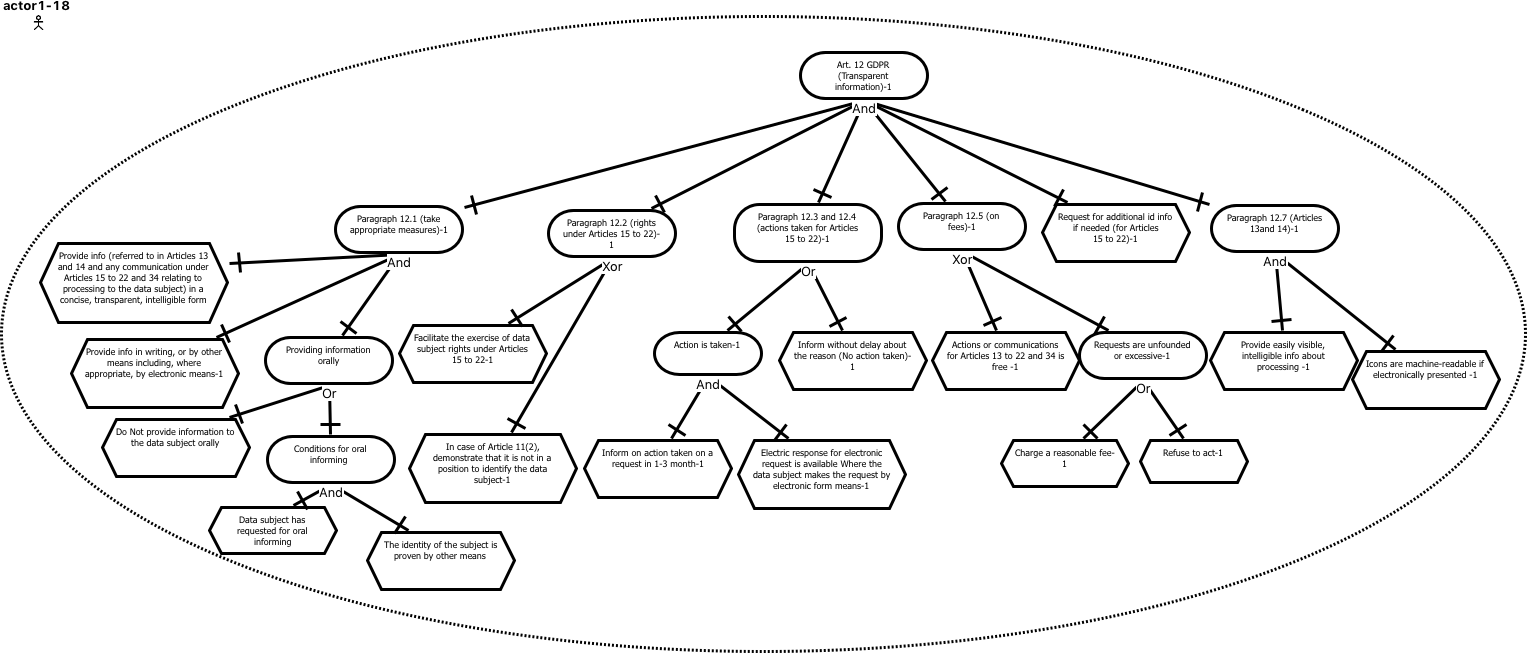 actor1-18
Art. 12 GDPR
(Transparent
information)-1
And
Paragraph 12.1 (take
appropriate measures)-1
And
Paragraph 12.2 (rights
under Articles 15 to 22)-
1
Xor
Paragraph 12.3 and 12.4
(actions taken for Articles
15 to 22)-1
Or
Paragraph 12.5 (on
fees)-1
Xor
Request for additional id info
if needed (for Articles
15 to 22)-1
Paragraph 12.7 (Articles
13and 14)-1
And
Provide info (referred to in Articles 13
and 14 and any communication under
Articles 15 to 22 and 34 relating to
processing to the data subject) in a
concise, transparent, intelligible form
Provide info in writing, or by other
means including, where
appropriate, by electronic means-1
Providing information
orally
Or
Facilitate the exercise of data
subject rights under Articles
15 to 22-1
Action is taken-1
And
Inform without delay about
the reason (No action taken)-
1
Actions or communications
for Articles 13 to 22 and 34 is
free -1
Requests are unfounded
or excessive-1
Or
Provide easily visible,
intelligible info about
processing -1
Icons are machine-readable if
electronically presented -1
Do Not provide information to
the data subject orally
Conditions for oral
informing
And
In case of Article 11(2),
demonstrate that it is not in a
position to identify the data
subject-1
Inform on action taken on a
request in 1-3 month-1
Electric response for electronic
request is available Where the
data subject makes the request by
electronic form means-1
Charge a reasonable fee-
1
Refuse to act-1
Data subject has
requested for oral
informing
The identity of the subject is
proven by other means